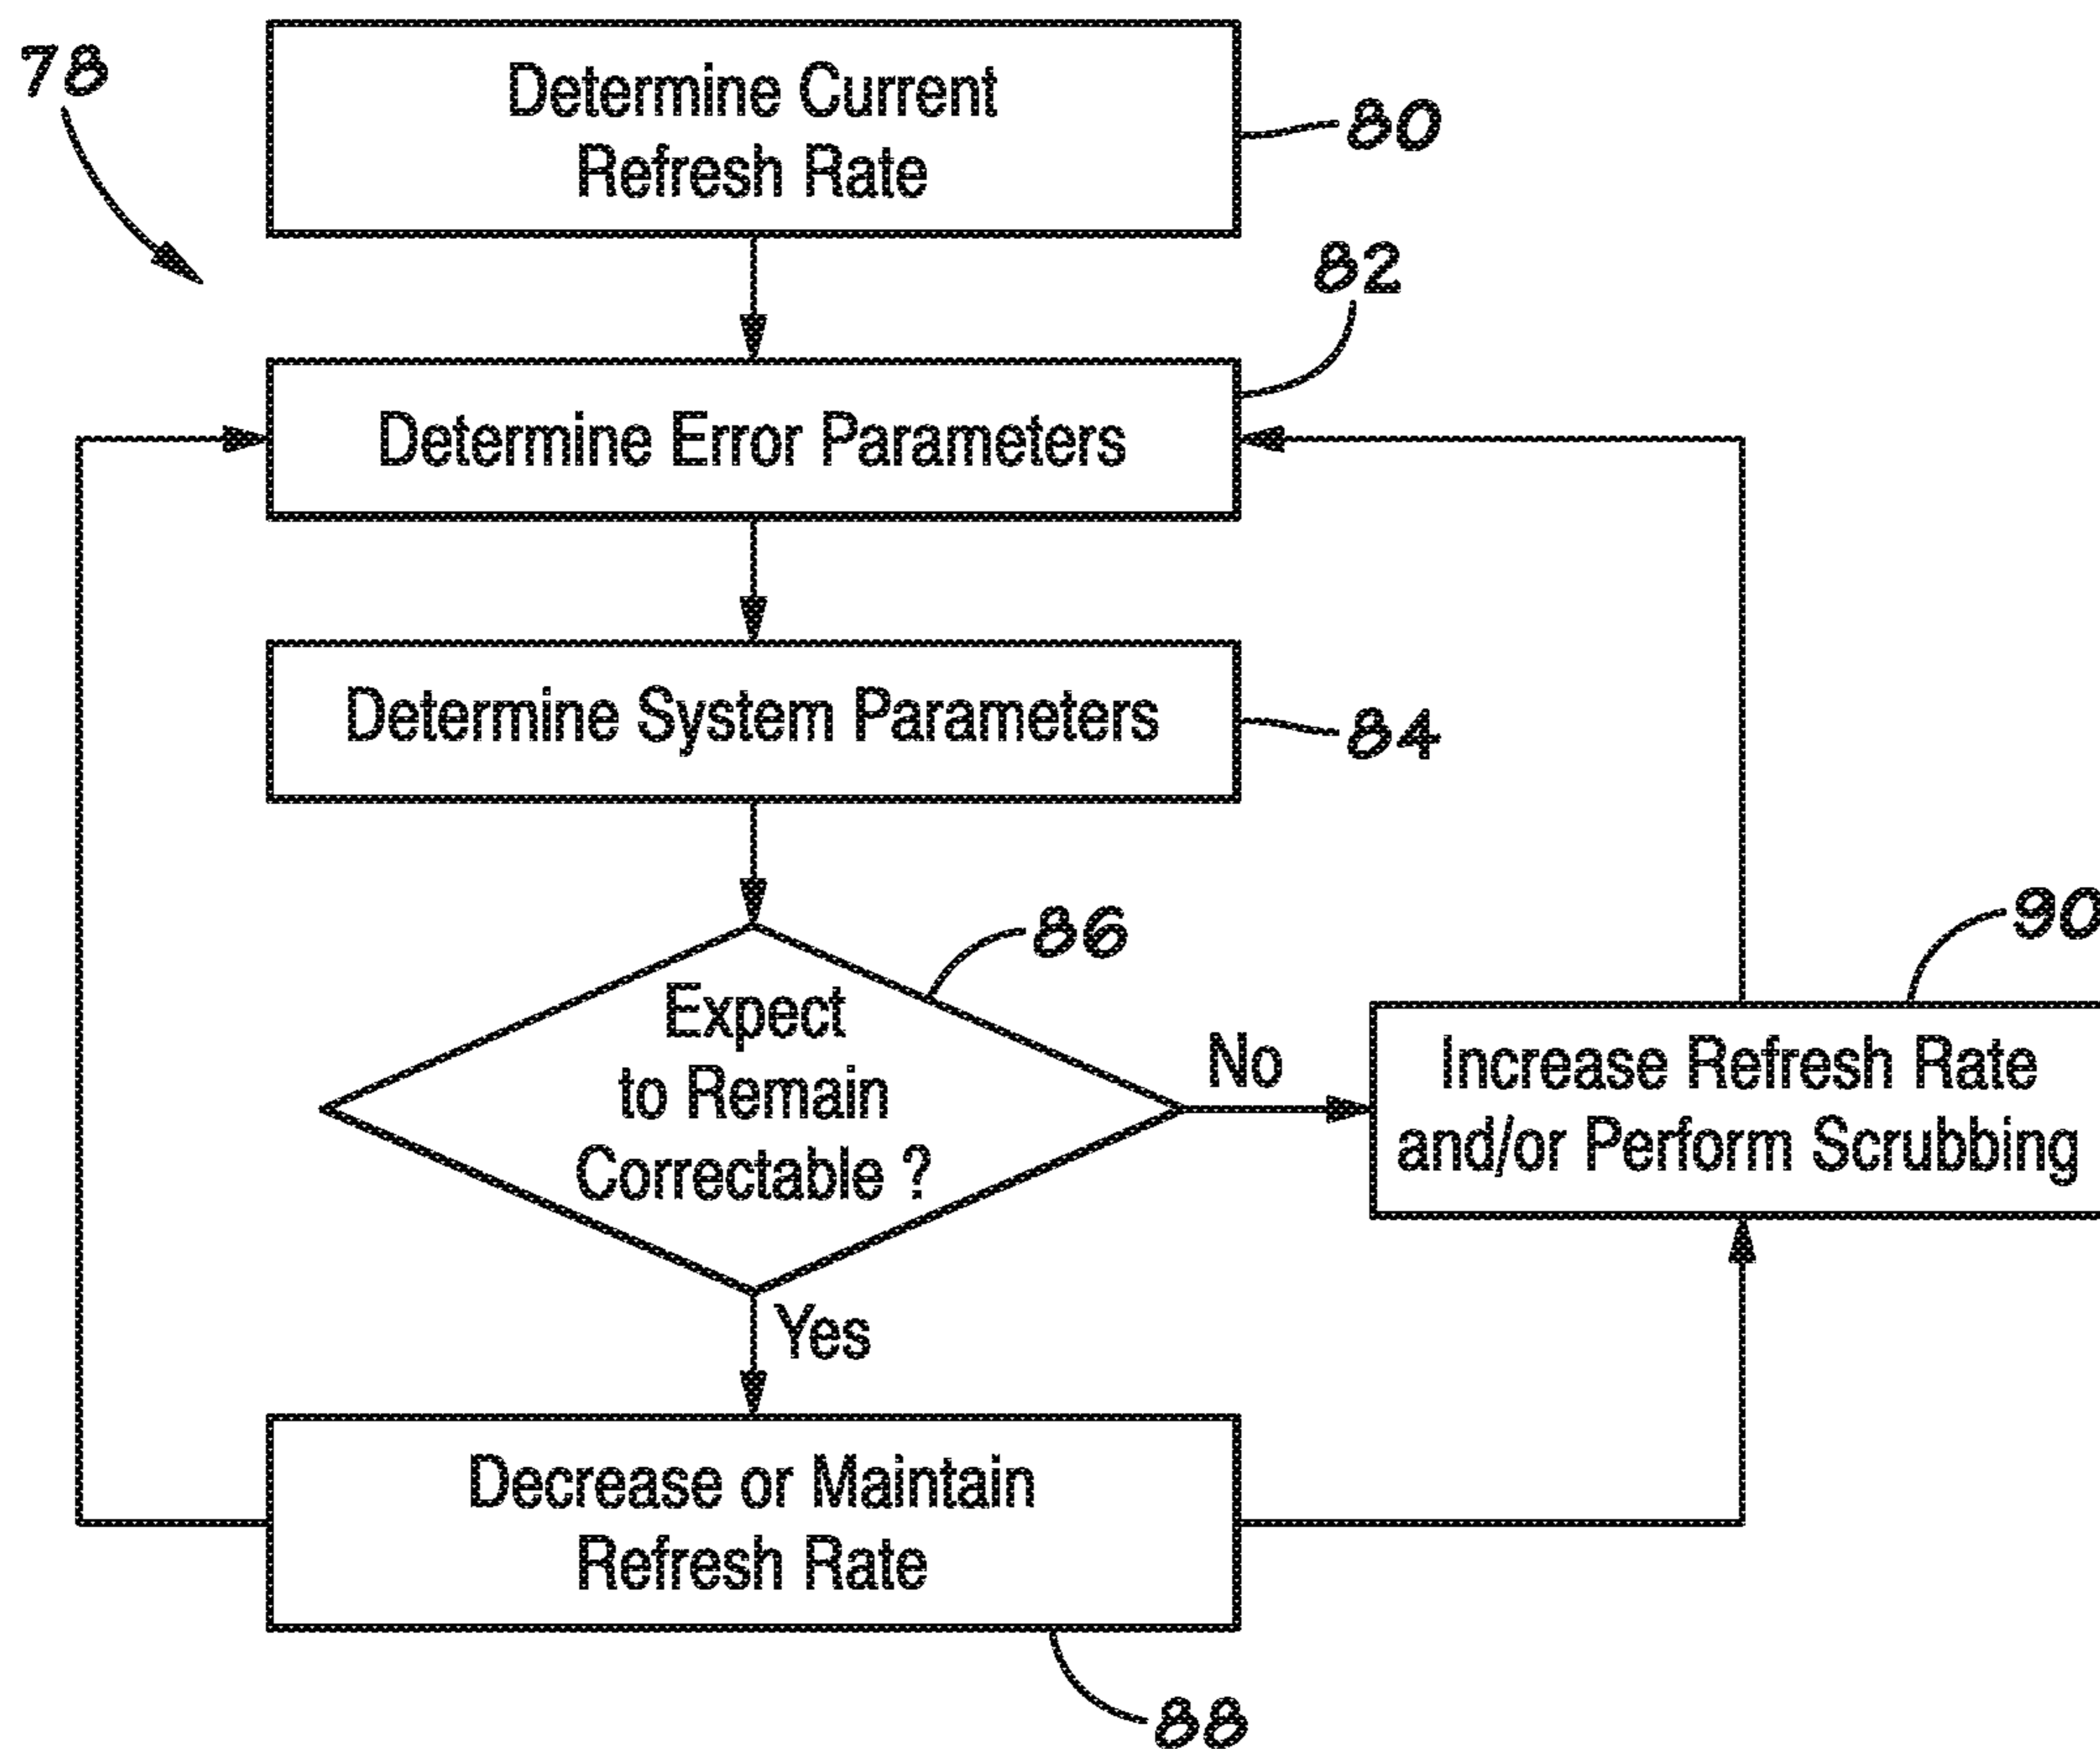 78
Determine Current
Refresh Rate
80
82
Determine Error Parameters
Determine System Parameters
84
86
Expect
to Remain
Correctable ?
No
90
Increase Refresh Rate
and/or Perform Scrubbing
Yes
Decrease or Maintain
Refresh Rate
88